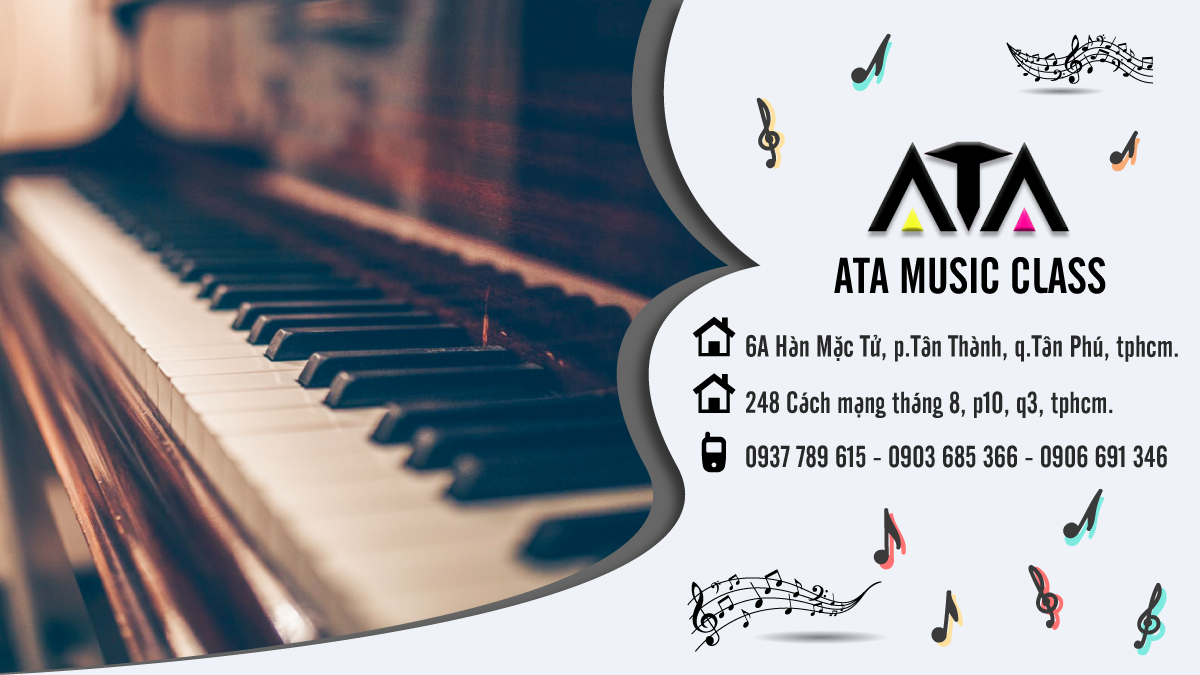 ATA
ATA MUSIC CLASS
6A Hàn Mặc Tử, p.Tân Thành, q.Tân Phú, tphcm.
248 Cách mạng tháng 8, p10, q3, tphcm.
0937 789 615 - 0903 685 366 - 0906 691 346